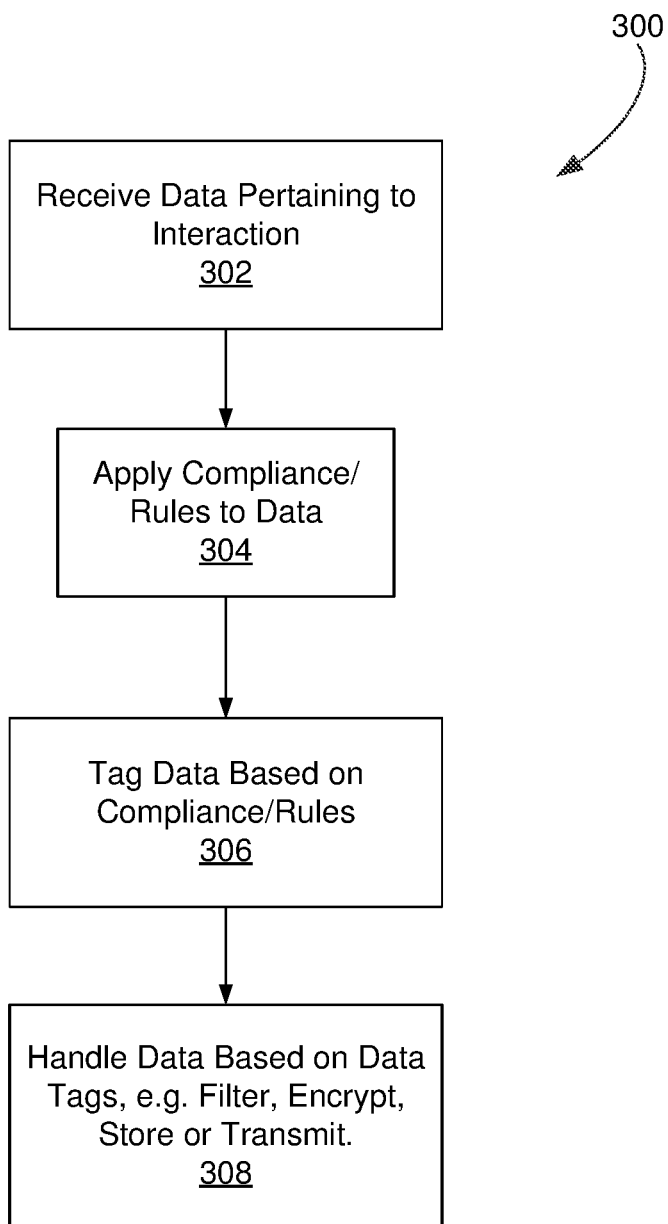 300
Receive Data Pertaining to
Interaction
302
Apply Compliance/
Rules to Data
304
Tag Data Based on
Compliance/Rules
306
Handle Data Based on Data
Tags, e.g. Filter, Encrypt,
Store or Transmit.
308